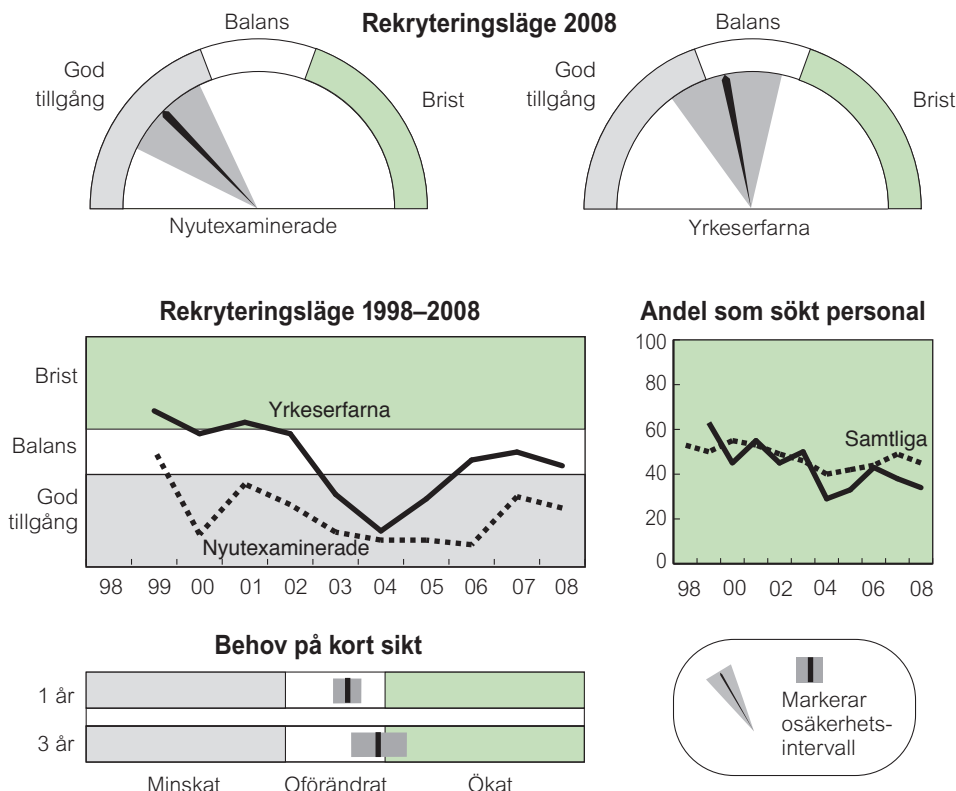 Rekryteringsläge 2008
Balans
God
tillgång
Brist
Nyutexaminerade
Balans
God
tillgång
Brist
Yrkeserfarna
Rekryteringsläge 1998–2008
Brist
Balans
God
tillgång
Yrkeserfarna
Nyutexaminerade
98 99 00 01 02 03 04 05 06 07 08
Andel som sökt personal
100
80
60
40
20
0
Samtliga
98 00 02 04 06 08
Behov på kort sikt
1 år
3 år
Minskat Oförändrat Ökat
Markerar
osäkerhets-
intervall